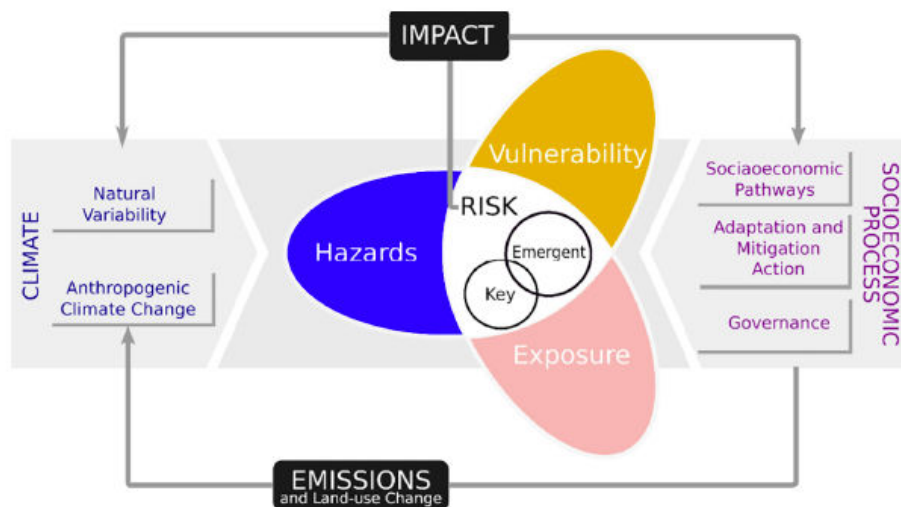 IMPACT
Vulnerability
RISK
Hazards
Emergent
Key
Exposure
CLIMATE
Natural
Variability
Anthropogenic
Climate Change
Sociaoeconomic
Pathways
Adaptation and
Mitigation
Action
Governance
SOCIOECONOMIC
PROCESS
EMISSIONS
and Land-use Change